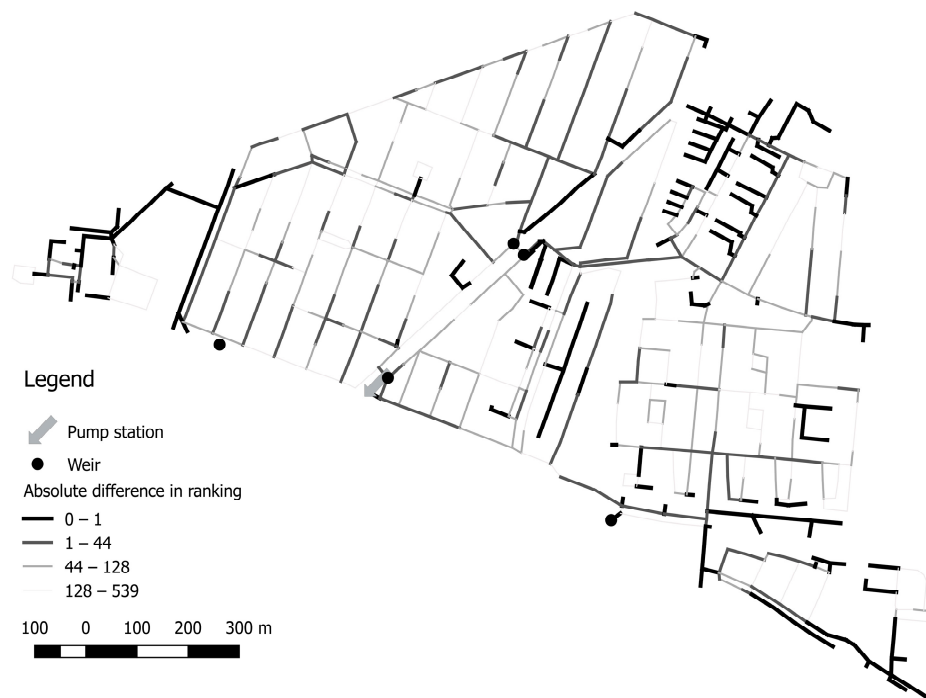 Legend
Pump station
Weir
Absolute difference in ranking
0 – 1
1 – 44
44 – 128
128 – 539
100 0 100 200 300 m